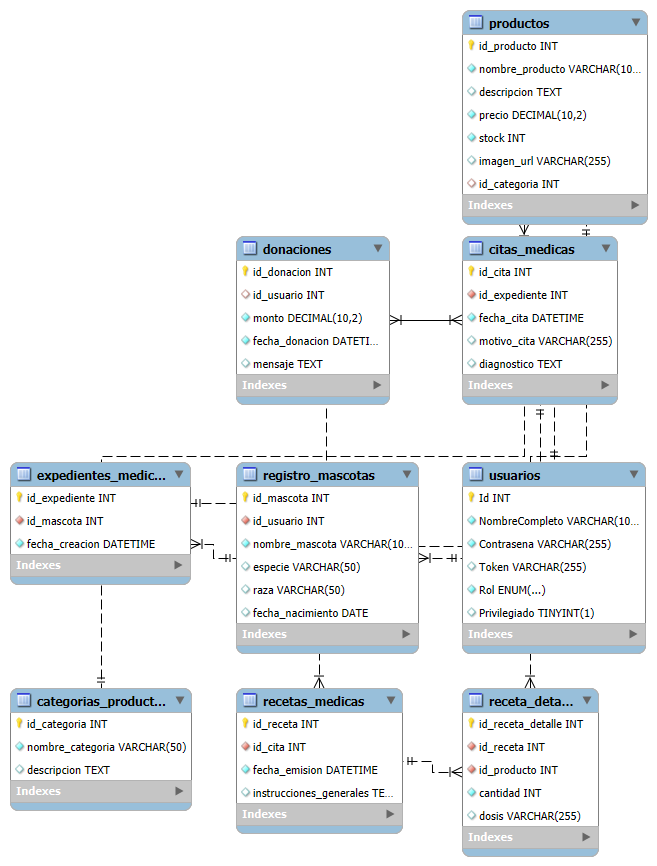 productos
id_producto INT
nombre_producto VARCHAR(10...
descripcion TEXT
precio DECIMAL(10,2)
stock INT
imagen_url VARCHAR(255)
id_categoria INT
Indexes
donaciones
id_donacion INT
id_usuario INT
monto DECIMAL(10,2)
fecha_donacion DATETI...
mensaje TEXT
Indexes
citas_medicas
id_cita INT
id_expediente INT
fecha_cita DATETIME
motivo_cita VARCHAR(255)
diagnostico TEXT
Indexes
expedientes_medic...
id_expediente INT
id_mascota INT
fecha_creacion DATETIME
Indexes
registro_mascotas
id_mascota INT
id_usuario INT
nombre_mascota VARCHAR(10...
especie VARCHAR(50)
raza VARCHAR(50)
fecha_nacimiento DATE
Indexes
usuarios
Id INT
NombreCompleto VARCHAR(10...
Contrasena VARCHAR(255)
Token VARCHAR(255)
Rol ENUM(...)
Privilegiado TINYINT(1)
Indexes
categorias_product...
id_categoria INT
nombre_categoria VARCHAR(50)
descripcion TEXT
Indexes
recetas_medicas
id_receta INT
id_cita INT
fecha_emision DATETIME
instrucciones_generales TE...
Indexes
receta_deta...
id_receta_detalle INT
id_receta INT
id_producto INT
cantidad INT
dosis VARCHAR(255)
Indexes